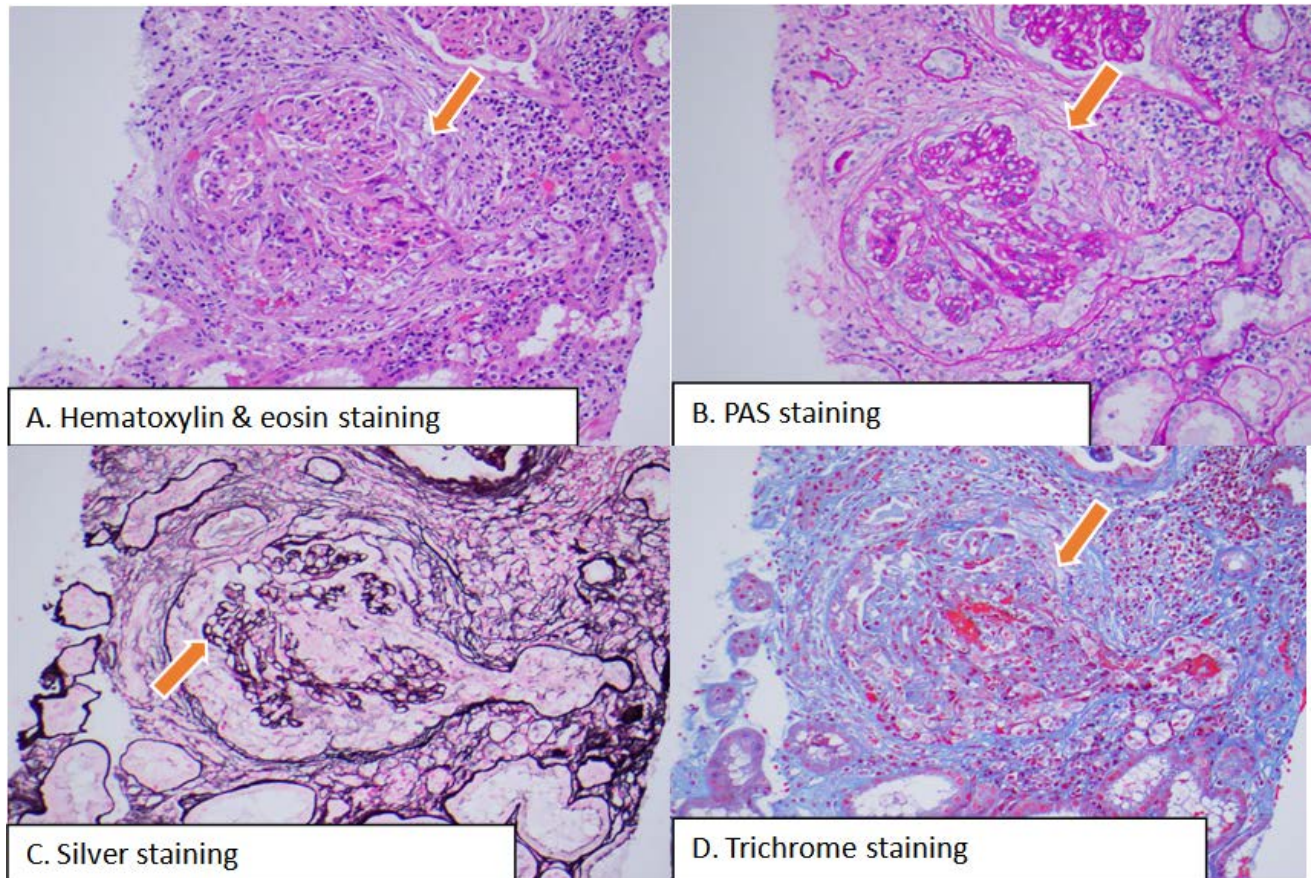 A. Hematoxylin & eosin staining
B. PAS staining
C. Silver staining
D. Trichrome staining